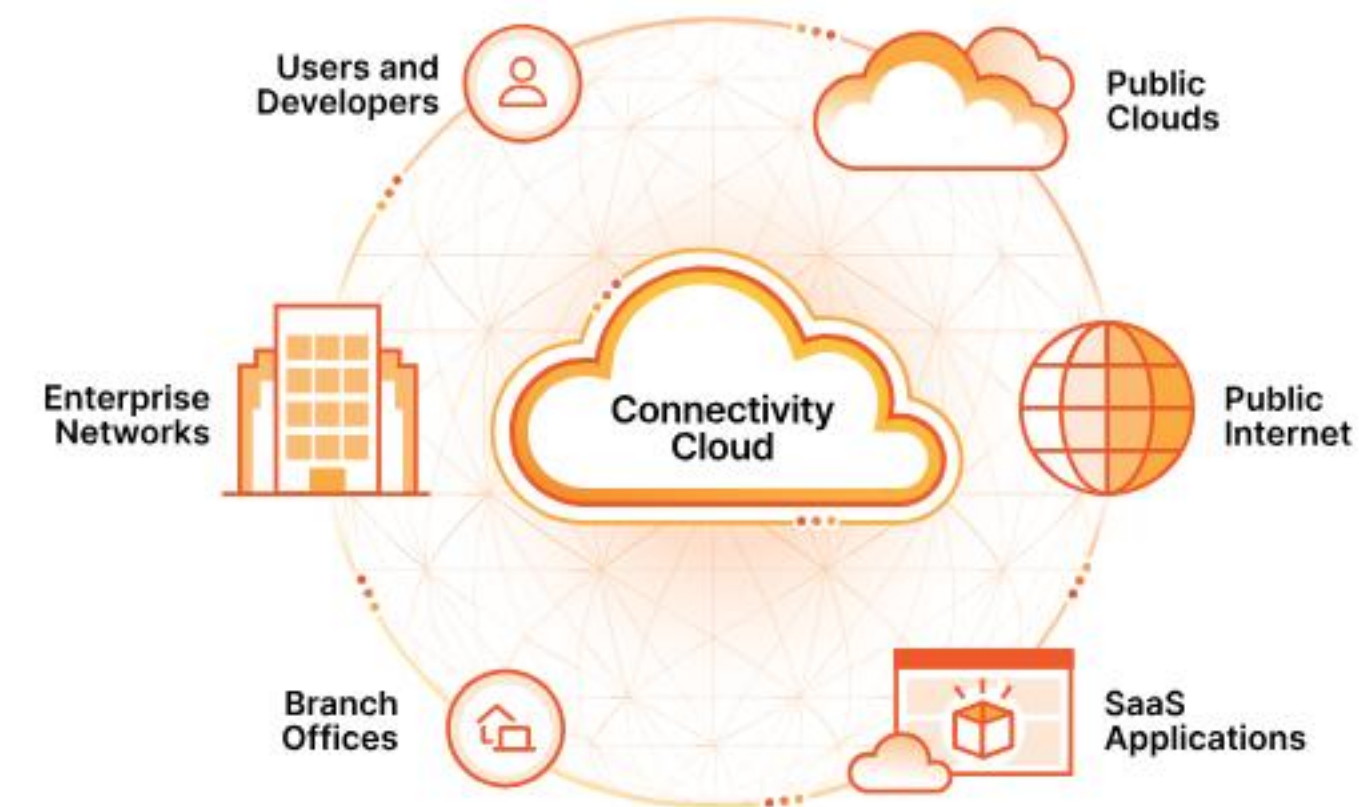 Users and
Developers
Public
Clouds
Enterprise
Networks
Connectivity
Cloud
Public
Internet
Branch
Offices
SaaS
Applications